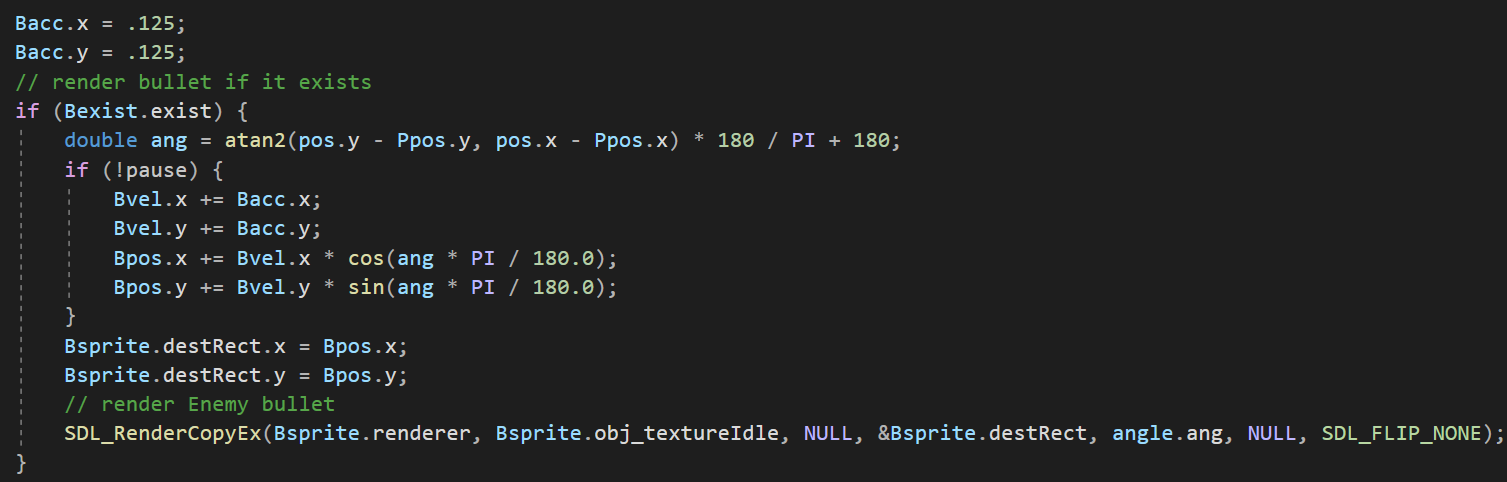 Bacc.x = .125;
Bacc.y = .125;
// render bullet if it exists
if (Bexist.exist) {
    double ang = atan2(pos.y - Ppos.y, pos.x - Ppos.x) * 180 / PI + 180;
    if (!pause) {
        Bvel.x += Bacc.x;
        Bvel.y += Bacc.y;
        Bpos.x += Bvel.x * cos(ang * PI / 180.0);
        Bpos.y += Bvel.y * sin(ang * PI / 180.0);
    }
    Bsprite.destRect.x = Bpos.x;
    Bsprite.destRect.y = Bpos.y;
    // render Enemy bullet
    SDL_RenderCopyEx(Bsprite.renderer, Bsprite.obj_textureIdle, NULL, &Bsprite.destRect, angle.ang, NULL, SDL_FLIP_NONE);
}